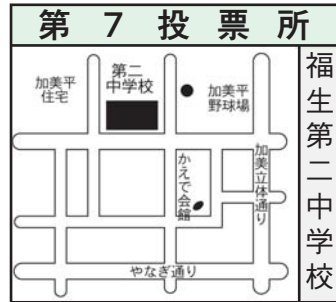 第７投票所
加美平
住宅
第二
中学校
加美平
野球場
かえで会館
加美立体通り
やなぎ通り
福生第二中学校